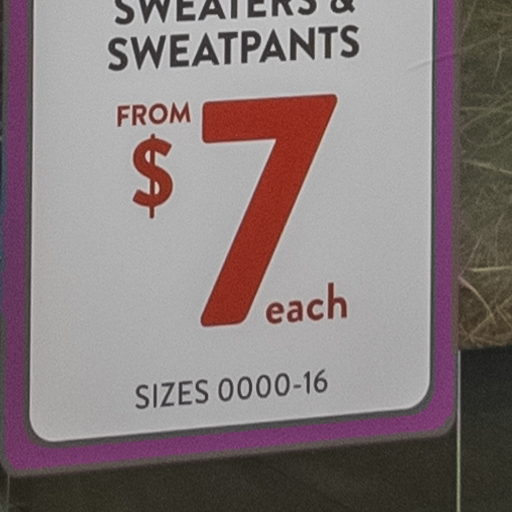 SWEATERS &
SWEATPANTS
FROM
$7
each
SIZES 0000-16